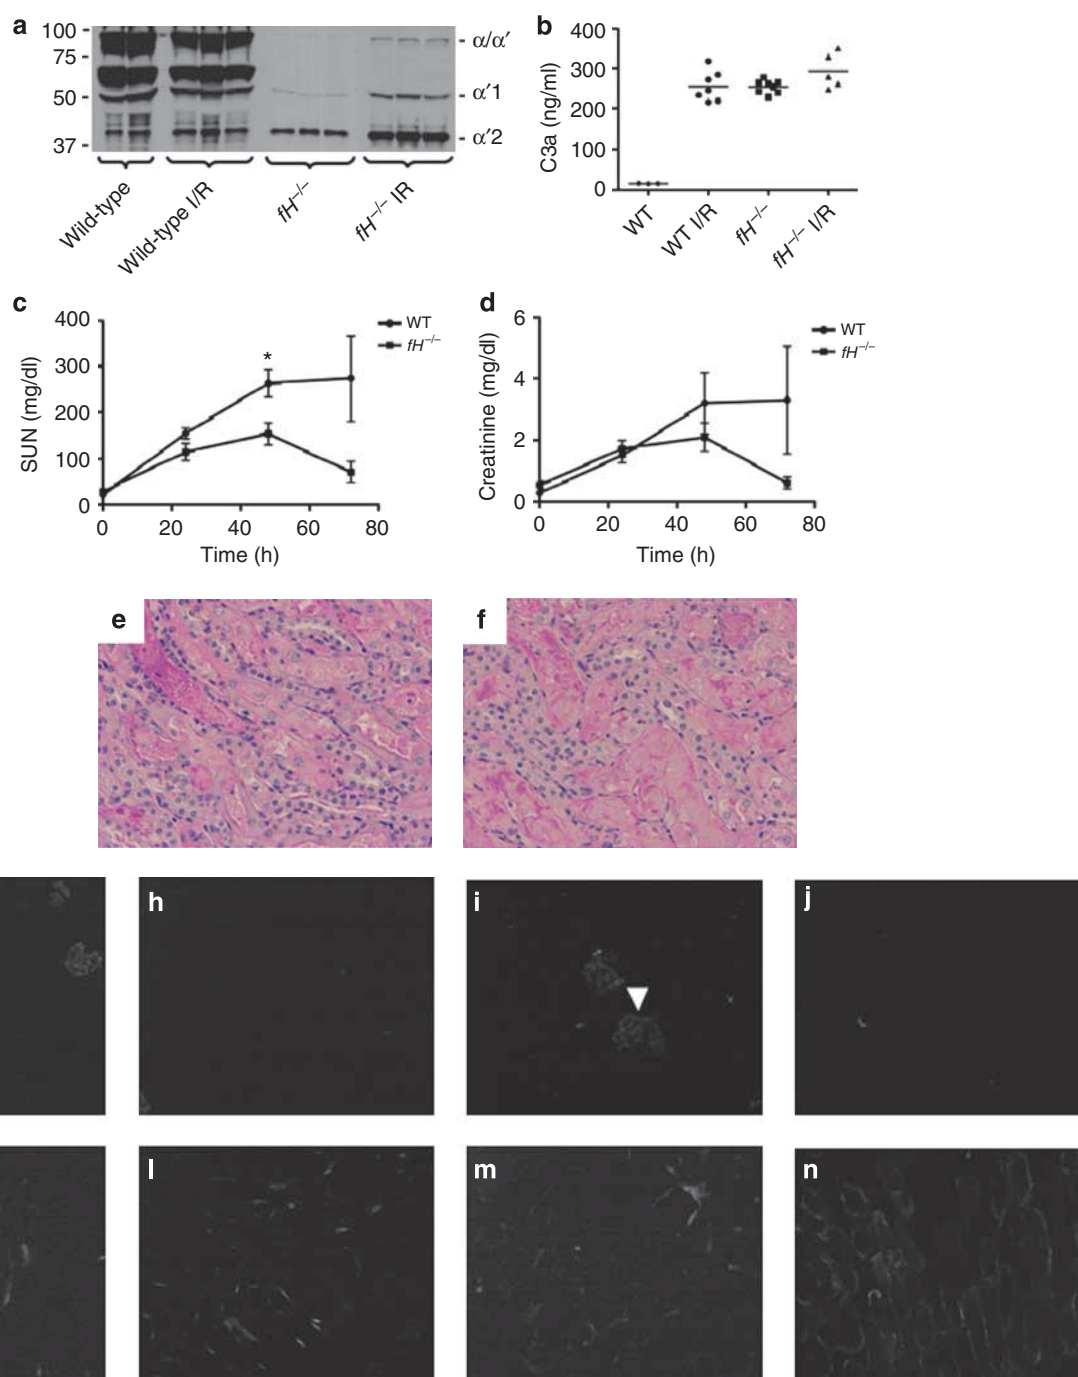 a
100
75
50
37
α/α′
α′1
α′2
Wild-type
Wild-type I/R
fH−/−
fH−/− IR
b
C3a (ng/ml)
400
300
200
100
0
WT
WT I/R
fH−/−
fH−/− I/R
c
SUN (mg/dl)
400
300
200
100
0
*
WT
fH−/−
0 20 40 60 80
Time (h)
d
Creatinine (mg/dl)
6
4
2
0
WT
fH−/−
0 20 40 60 80
Time (h)
e
f
h
i
j
l
m
n